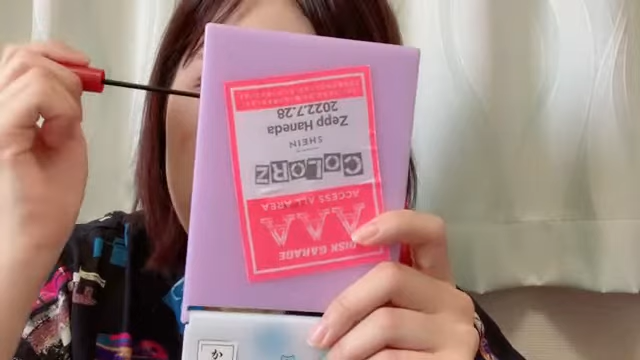 DISK GARAGE
AAA
ACCESS ALL AREA
COLORZ
SHEIN
Zepp Haneda
2022.7.28
か